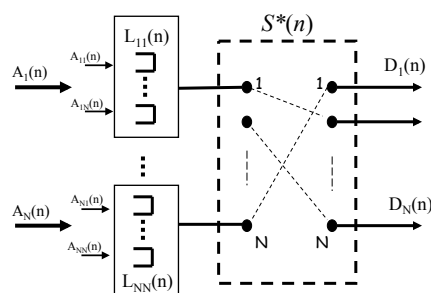 S*(n)
L11(n)
A11(n)
A1(n)
1
1
D1(n)
A1N(n)
AN1(n)
AN(n)
DN(n)
N
N
ANN(n)
LNN(n)